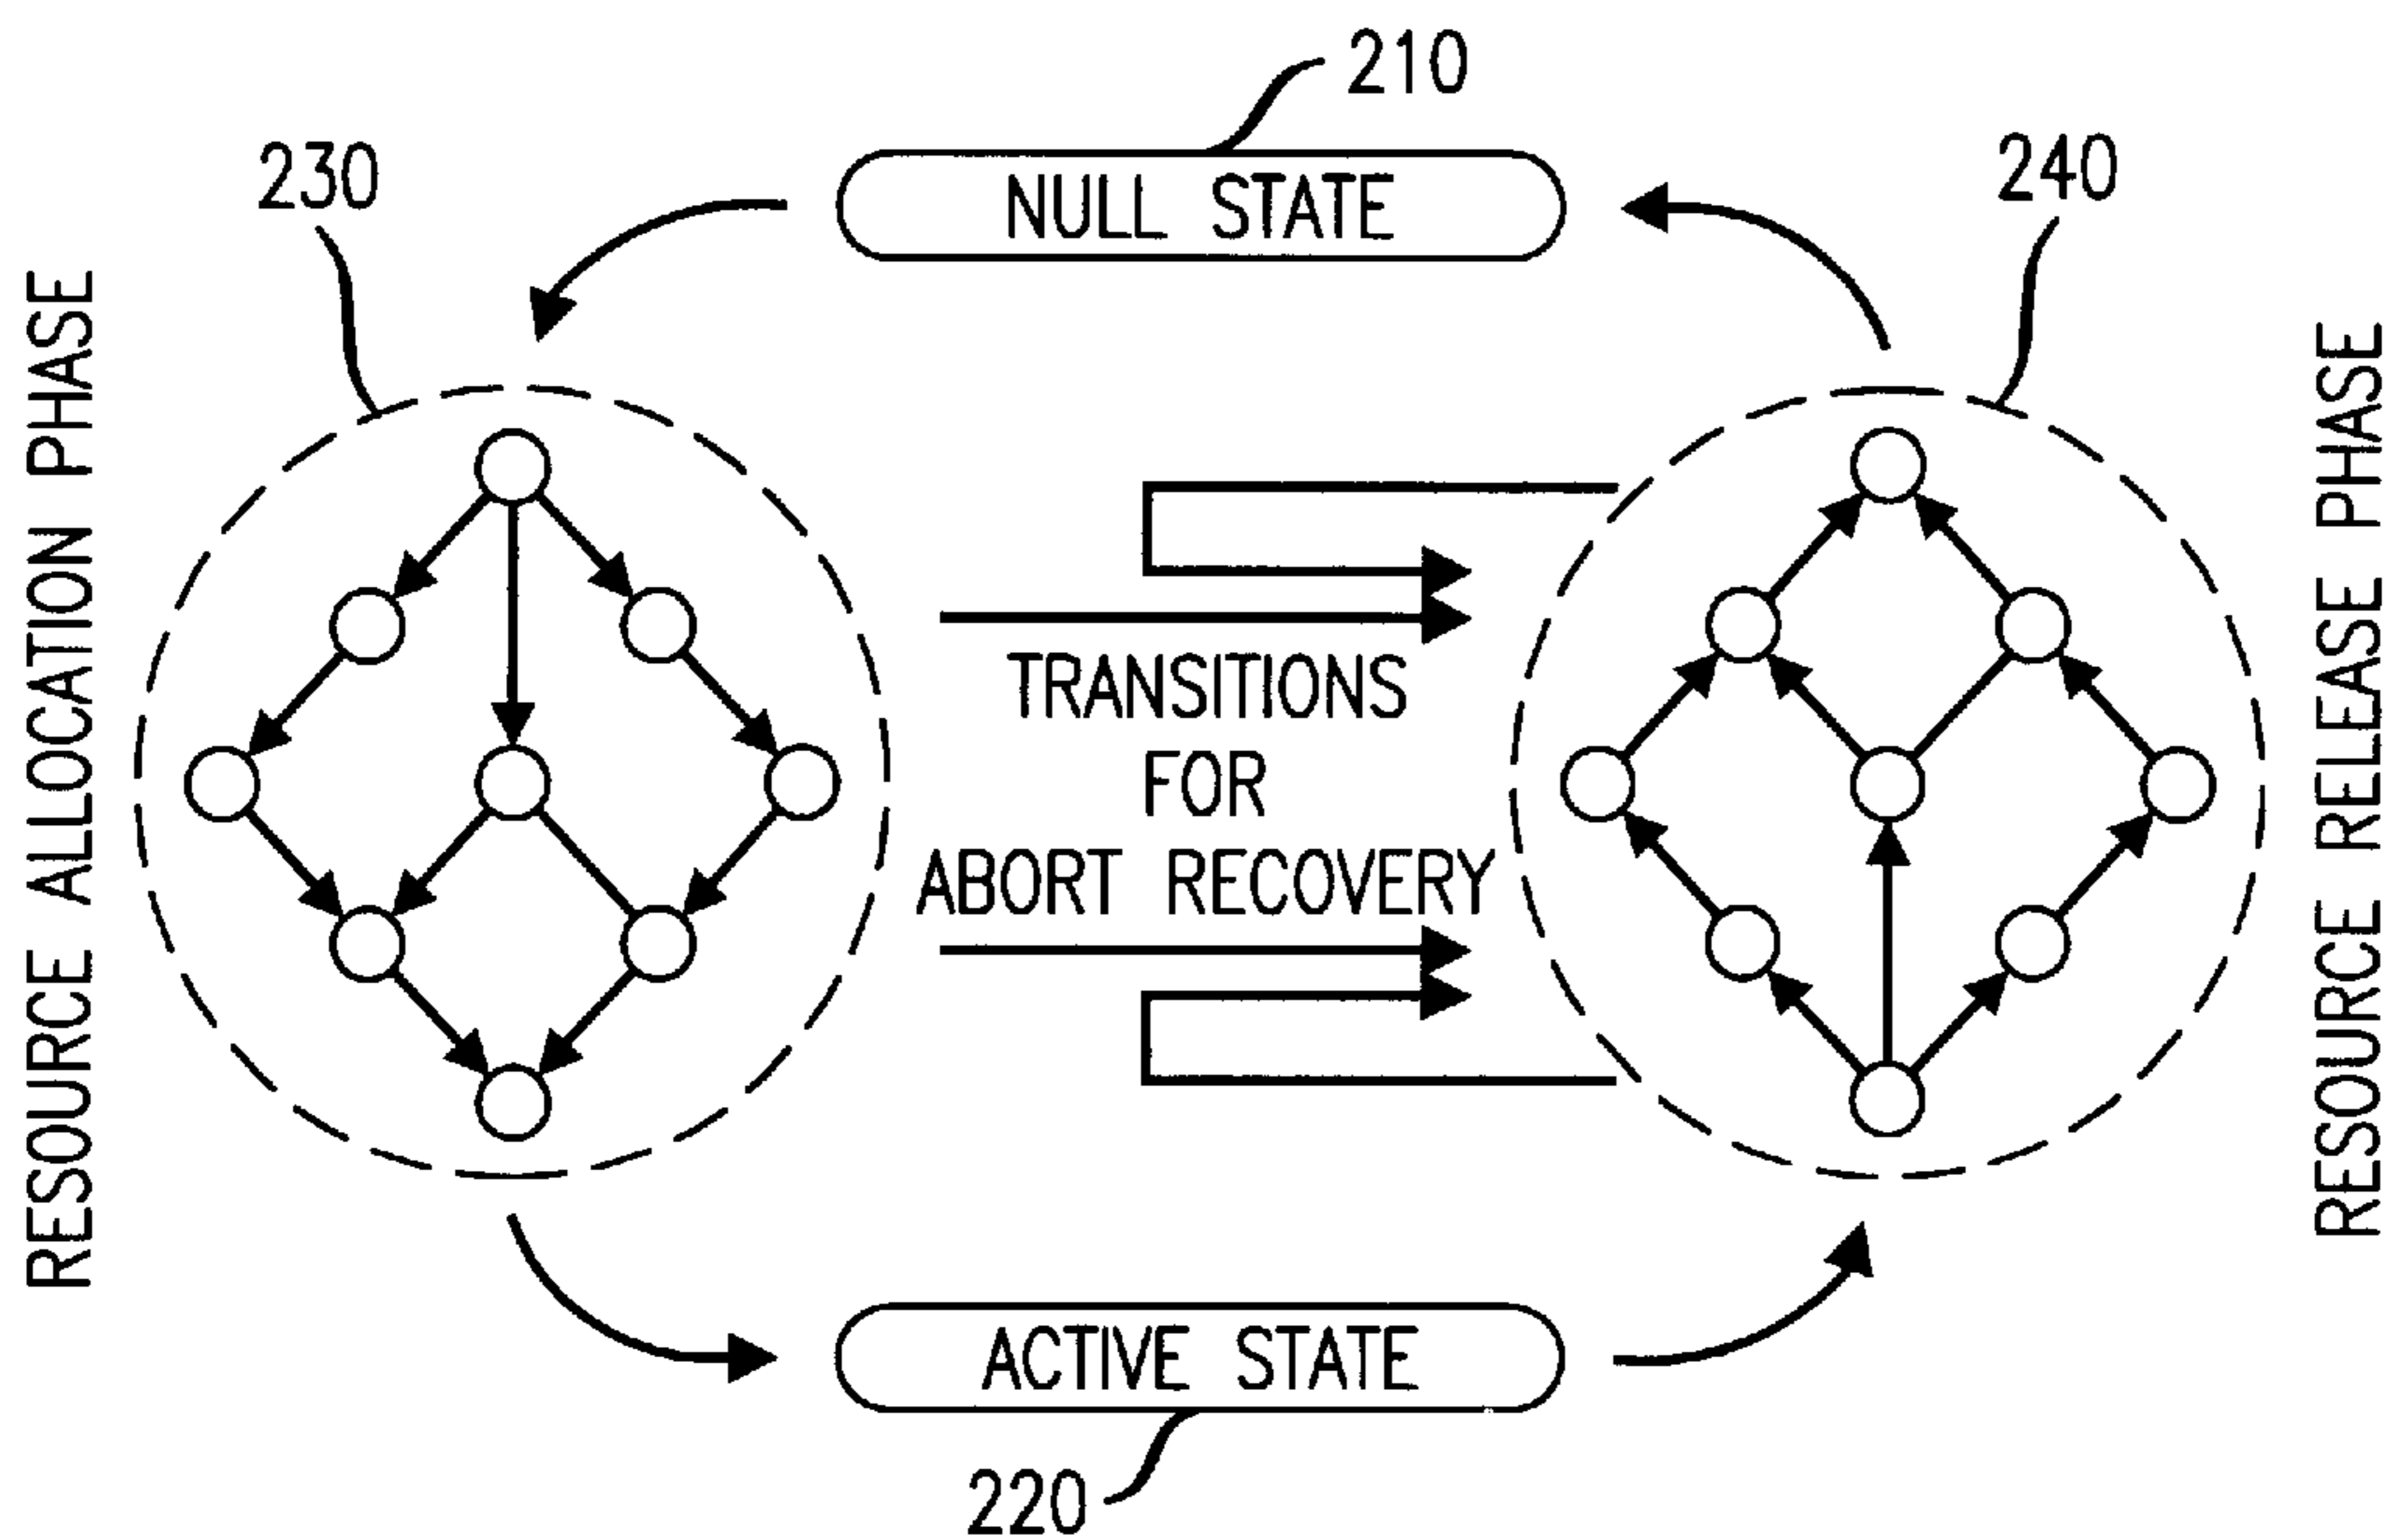 210
230
240
NULL STATE
RESOURCE ALLOCATION PHASE
RESOURCE RELEASE PHASE
TRANSITIONS
FOR
ABORT RECOVERY
ACTIVE STATE
220